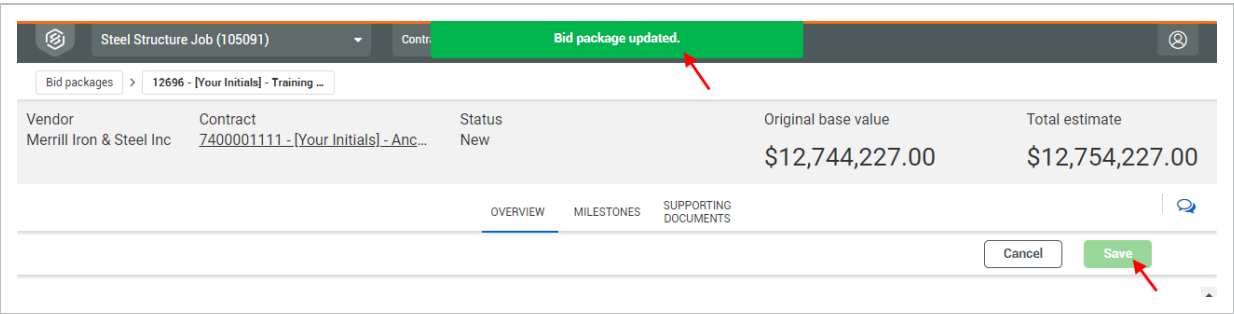 Steel Structure Job (105091)
Contr
Bid package updated.
Bid packages > 12696 - [Your Initials] - Training ...
Vendor
Merrill Iron & Steel Inc
Contract
7400001111 - [Your Initials] - Anc...
Status
New
Original base value
$12,744,227.00
Total estimate
$12,754,227.00
OVERVIEW
MILESTONES
SUPPORTING
DOCUMENTS
Cancel
Save